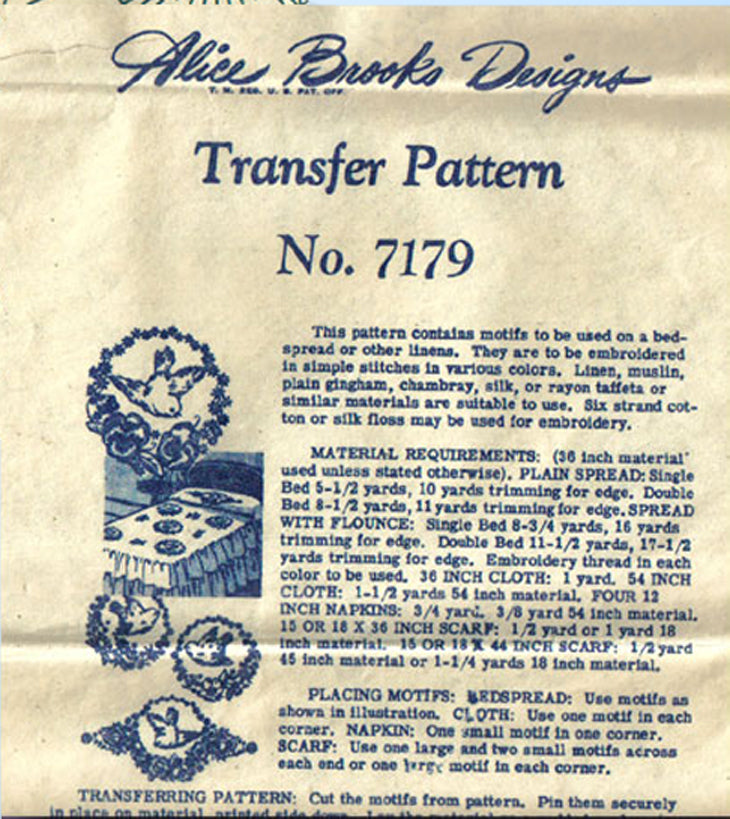 Alice Brooks Designs
T. M. REG. U. S. PAT. OFF.
Transfer Pattern
No. 7179
This pattern contains motifs to be used on a bed-
spread or other linens. They are to be embroidered
in simple stitches in various colors. Linen, muslin,
plain gingham, chambray, silk, or rayon taffeta or
similar materials are suitable to use. Six strand cot-
ton or silk floss may be used for embroidery.
MATERIAL REQUIREMENTS: (36 inch material
used unless stated otherwise). PLAIN SPREAD: Single
Bed 5-1/2 yards, 10 yards trimming for edge. Double
Bed 8-1/2 yards, 11 yards trimming for edge. SPREAD
WITH FLOUNCE: Single Bed 8-3/4 yards, 16 yards
trimming for edge. Double Bed 11-1/2 yards, 17-1/2
yards trimming for edge. Embroidery thread in each
color to be used. 36 INCH CLOTH: 1 yard. 54 INCH
CLOTH: 1-1/2 yards 54 inch material. FOUR 12
INCH NAPKINS: 3/4 yard. 3/8 yard 54 inch material.
15 OR 18 X 36 INCH SCARF: 1/2 yard or 1 yard 18
inch material. 15 OR 18 X 44 INCH SCARF: 1/2 yard
45 inch material or 1-1/4 yards 18 inch material.
PLACING MOTIFS: BEDSPREAD: Use motifs as
shown in illustration. CLOTH: Use one motif in each
corner. NAPKIN: One small motif in one corner.
SCARF: Use one large and two small motifs across
each end or one large motif in each corner.
TRANSFERRING PATTERN: Cut the motifs from pattern. Pin them securely
in place on material, printed side down.